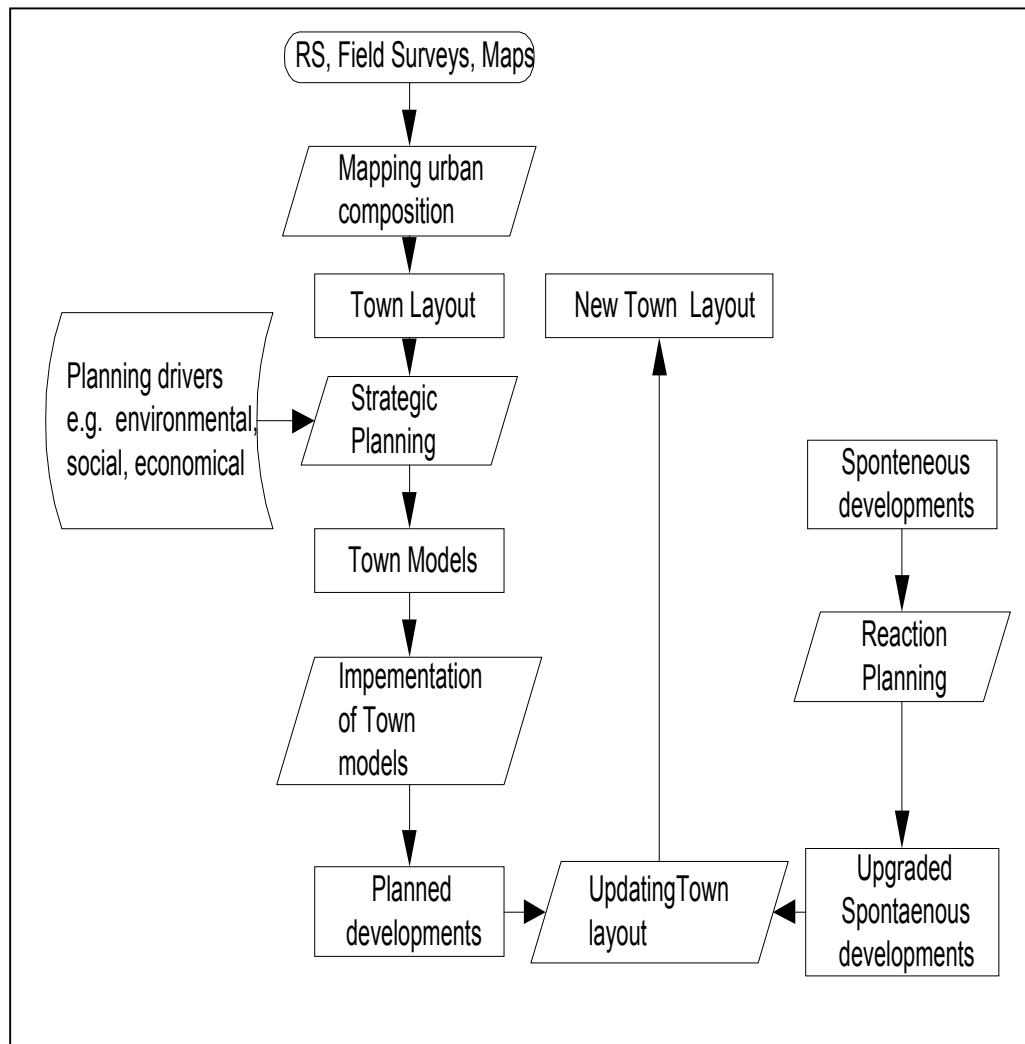 RS, Field Surveys, Maps
Mapping urban
composition
Town Layout
New Town Layout
Planning drivers
e.g. environmental,
social, economical
Strategic
Planning
Sponteneous
developments
Town Models
Reaction
Planning
Impementation
of Town
models
Planned
developments
UpdatingTown
layout
Upgraded
Spontaenous
developments